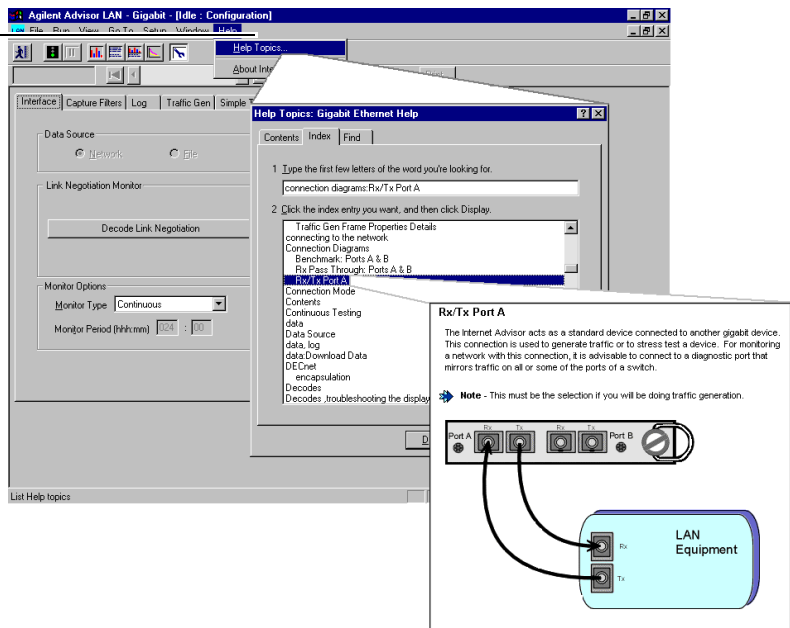 Agilent Advisor LAN - Gigabit - [Idle : Configuration]
File Run View Go To Setup Window Help
Help Topics...
About Inte
Interface Capture Filters Log Traffic Gen Simple T
Data Source
Network File
Link Negotiation Monitor
Decode Link Negotiation
Monitor Options
Monitor Type Continuous
Monitor Period (hhh:mm) 024 : 00
List Help topics
Help Topics: Gigabit Ethernet Help
Contents Index Find
1 Type the first few letters of the word you're looking for.
connection diagrams:Rx/Tx Port A
2 Click the index entry you want, and then click Display.
Traffic Gen Frame Properties Details
connecting to the network
Connection Diagrams
Benchmark: Ports A & B
Rx Pass Through: Ports A & B
Rx/Tx Port A
Connection Mode
Contents
Continuous Testing
data
Data Source
data, log
data:Download Data
DECnet
encapsulation
Decodes
Decodes ,troubleshooting the display
D
Rx/Tx Port A
The Internet Advisor acts as a standard device connected to another gigabit device.
This connection is used to generate traffic or to stress test a device. For monitoring
a network with this connection, it is advisable to connect to a diagnostic port that
mirrors traffic on all or some of the ports of a switch.
Note - This must be the selection if you will be doing traffic generation.
Port A Rx Tx Rx Tx Port B
LAN
Equipment
Rx
Tx